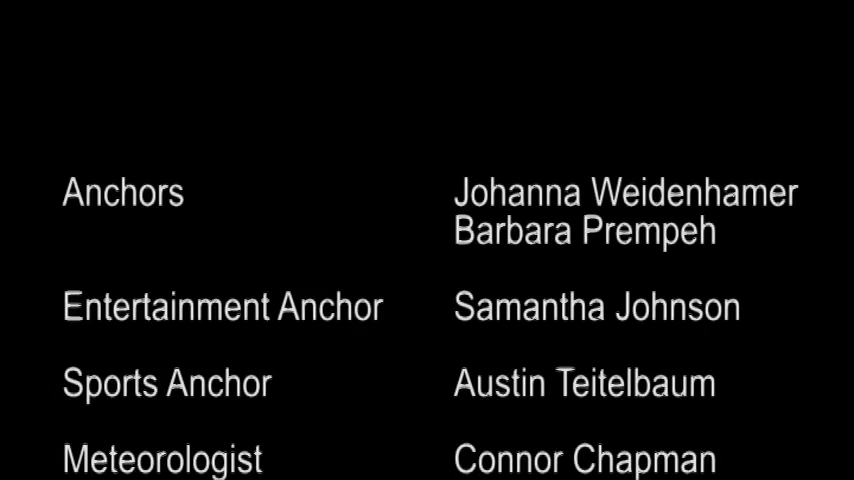 Anchors Johanna Weidenhamer
Barbara Prempeh
Entertainment Anchor Samantha Johnson
Sports Anchor Austin Teitelbaum
Meteorologist Connor Chapman